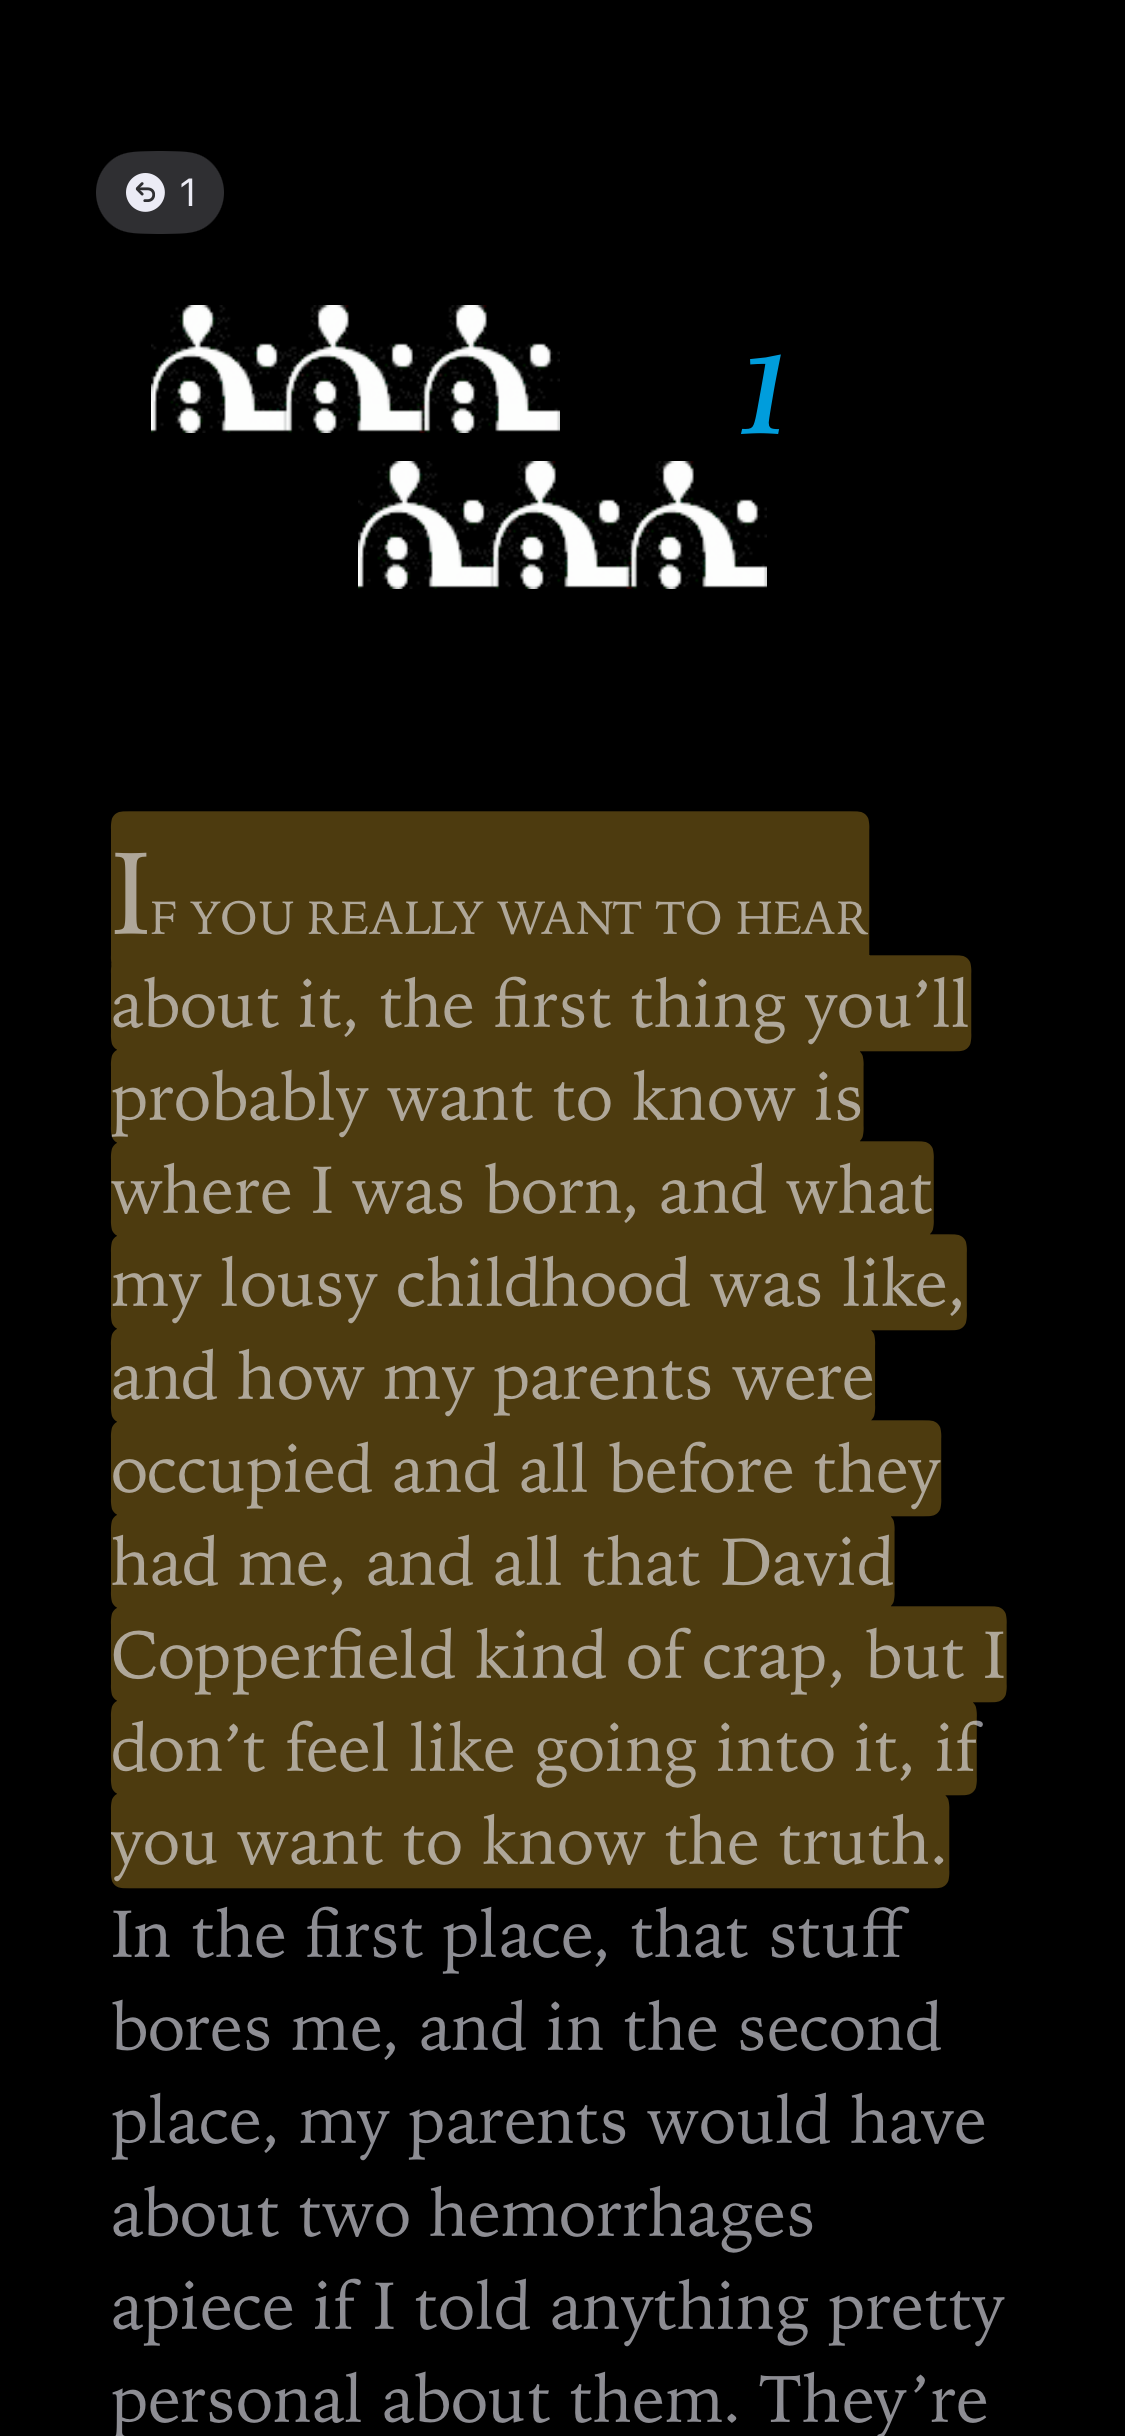 1
1
IF YOU REALLY WANT TO HEAR
about it, the first thing you’ll
probably want to know is
where I was born, and what
my lousy childhood was like,
and how my parents were
occupied and all before they
had me, and all that David
Copperfield kind of crap, but I
don’t feel like going into it, if
you want to know the truth.
In the first place, that stuff
bores me, and in the second
place, my parents would have
about two hemorrhages
apiece if I told anything pretty
personal about them. They’re